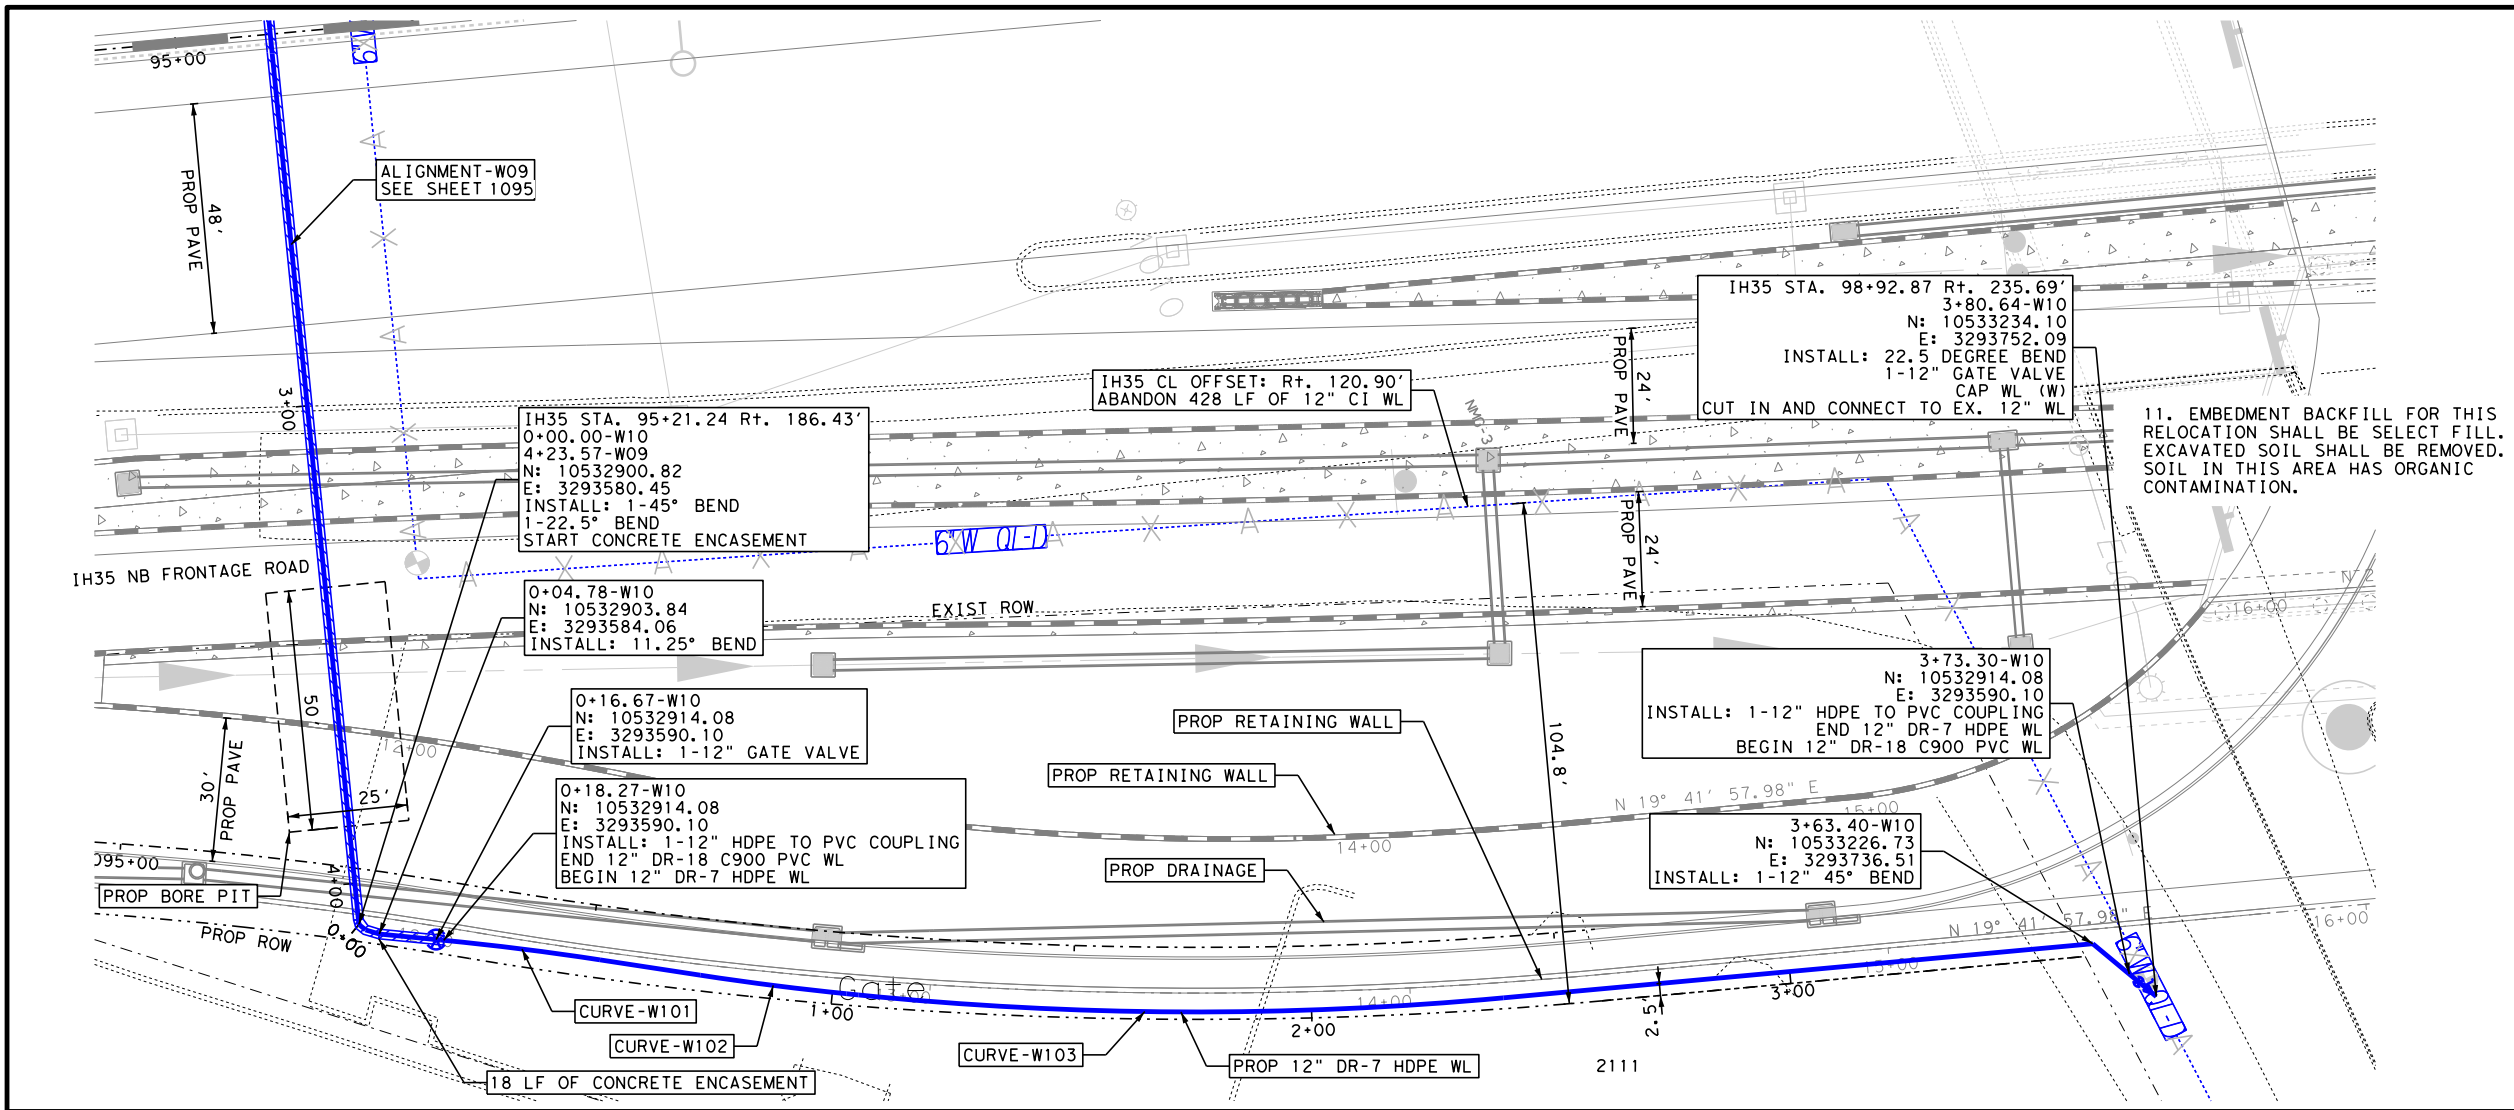 95+00
48'
PROP PAVE
ALIGNMENT-W09
SEE SHEET 1095
3+00
IH35 STA. 95+21.24 Rt. 186.43'
0+00.00-W10
4+23.57-W09
N: 10532900.82
E: 3293580.45
INSTALL: 1-45° BEND
1-22.5° BEND
START CONCRETE ENCASEMENT
IH35 CL OFFSET: Rt. 120.90'
ABANDON 428 LF OF 12" CI WL
NMC-3
24'
PROP PAVE
IH35 STA. 98+92.87 Rt. 235.69'
3+80.64-W10
N: 10533234.10
E: 3293752.09
INSTALL: 22.5 DEGREE BEND
1-12" GATE VALVE
CAP WL (W)
CUT IN AND CONNECT TO EX. 12" WL
11. EMBEDMENT BACKFILL FOR THIS
RELOCATION SHALL BE SELECT FILL.
EXCAVATED SOIL SHALL BE REMOVED.
SOIL IN THIS AREA HAS ORGANIC
CONTAMINATION.
6"W QL-D
24'
PROP PAVE
IH35 NB FRONTAGE ROAD
0+04.78-W10
N: 10532903.84
E: 3293584.06
INSTALL: 11.25° BEND
EXIST ROW
16+00
50'
25'
30'
PROP PAVE
12+00
0+16.67-W10
N: 10532914.08
E: 3293590.10
INSTALL: 1-12" GATE VALVE
PROP RETAINING WALL
104.8'
3+73.30-W10
N: 10532914.08
E: 3293590.10
INSTALL: 1-12" HDPE TO PVC COUPLING
END 12" DR-7 HDPE WL
BEGIN 12" DR-18 C900 PVC WL
0+18.27-W10
N: 10532914.08
E: 3293590.10
INSTALL: 1-12" HDPE TO PVC COUPLING
END 12" DR-18 C900 PVC WL
BEGIN 12" DR-7 HDPE WL
PROP RETAINING WALL
N 19° 41' 57.98" E
15+00
14+00
3+63.40-W10
N: 10533226.73
E: 3293736.51
INSTALL: 1-12" 45° BEND
095+00
PROP BORE PIT
4+00
PROP DRAINAGE
PROP ROW
0+00
N 19° 41' 57.98" E
16+00
15+00
6"W QL-D
Gate
13+00
14+00
1+00
2+00
3+00
2.5'
CURVE-W101
CURVE-W102
CURVE-W103
18 LF OF CONCRETE ENCASEMENT
PROP 12" DR-7 HDPE WL
2111